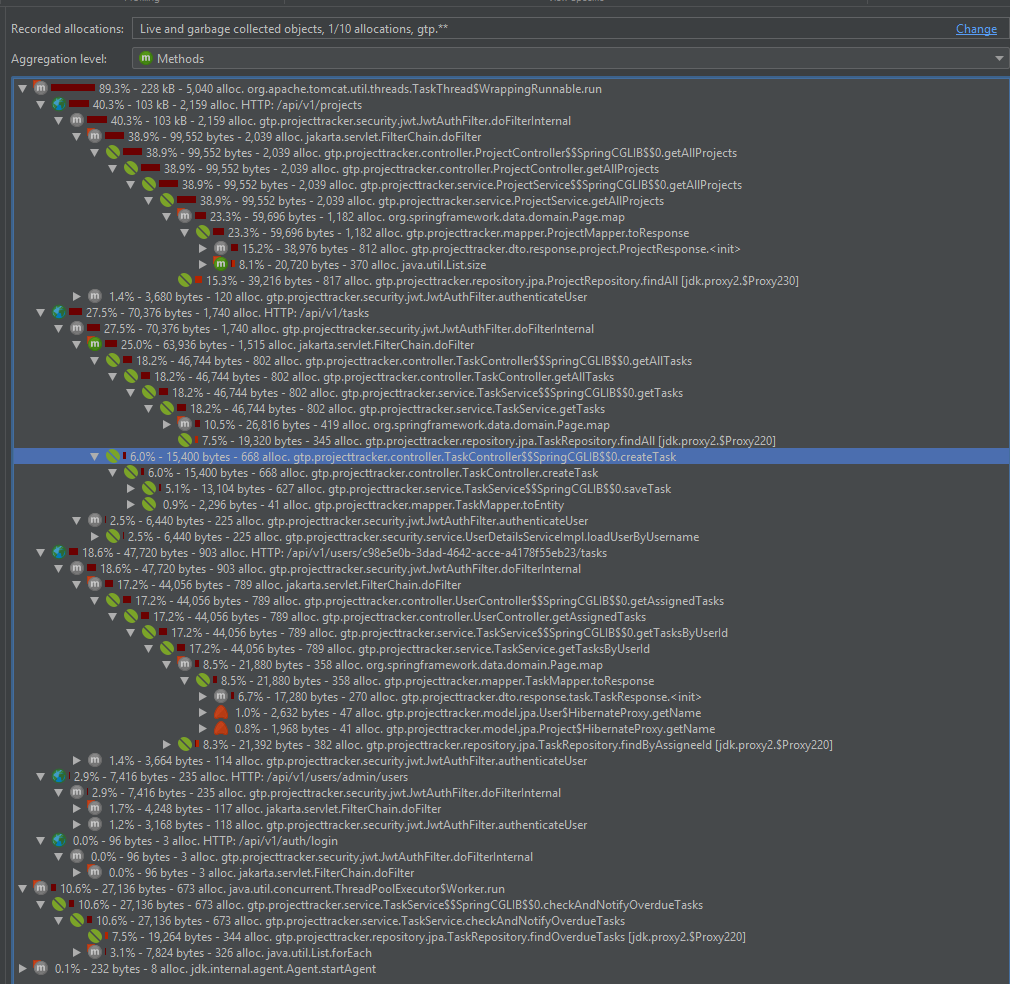 Recorded allocations: Live and garbage collected objects, 1/10 allocations, gtp.** Change
Aggregation level: m Methods
m 89.3% - 228 kB - 5,040 alloc. org.apache.tomcat.util.threads.TaskThread$WrappingRunnable.run
40.3% - 103 kB - 2,159 alloc. HTTP: /api/v1/projects
m 40.3% - 103 kB - 2,159 alloc. gtp.projecttracker.security.jwt.JwtAuthFilter.doFilterInternal
m 38.9% - 99,552 bytes - 2,039 alloc. jakarta.servlet.FilterChain.doFilter
38.9% - 99,552 bytes - 2,039 alloc. gtp.projecttracker.controller.ProjectController$$SpringCGLIB$$0.getAllProjects
38.9% - 99,552 bytes - 2,039 alloc. gtp.projecttracker.controller.ProjectController.getAllProjects
38.9% - 99,552 bytes - 2,039 alloc. gtp.projecttracker.service.ProjectService$$SpringCGLIB$$0.getAllProjects
38.9% - 99,552 bytes - 2,039 alloc. gtp.projecttracker.service.ProjectService.getAllProjects
m 23.3% - 59,696 bytes - 1,182 alloc. org.springframework.data.domain.Page.map
23.3% - 59,696 bytes - 1,182 alloc. gtp.projecttracker.mapper.ProjectMapper.toResponse
m 15.2% - 38,976 bytes - 812 alloc. gtp.projecttracker.dto.response.project.ProjectResponse.<init>
m 8.1% - 20,720 bytes - 370 alloc. java.util.List.size
15.3% - 39,216 bytes - 817 alloc. gtp.projecttracker.repository.jpa.ProjectRepository.findAll [jdk.proxy2.$Proxy230]
m 1.4% - 3,680 bytes - 120 alloc. gtp.projecttracker.security.jwt.JwtAuthFilter.authenticateUser
27.5% - 70,376 bytes - 1,740 alloc. HTTP: /api/v1/tasks
m 27.5% - 70,376 bytes - 1,740 alloc. gtp.projecttracker.security.jwt.JwtAuthFilter.doFilterInternal
m 25.0% - 63,936 bytes - 1,515 alloc. jakarta.servlet.FilterChain.doFilter
18.2% - 46,744 bytes - 802 alloc. gtp.projecttracker.controller.TaskController$$SpringCGLIB$$0.getAllTasks
18.2% - 46,744 bytes - 802 alloc. gtp.projecttracker.controller.TaskController.getAllTasks
18.2% - 46,744 bytes - 802 alloc. gtp.projecttracker.service.TaskService$$SpringCGLIB$$0.getTasks
18.2% - 46,744 bytes - 802 alloc. gtp.projecttracker.service.TaskService.getTasks
m 10.5% - 26,816 bytes - 419 alloc. org.springframework.data.domain.Page.map
7.5% - 19,320 bytes - 345 alloc. gtp.projecttracker.repository.jpa.TaskRepository.findAll [jdk.proxy2.$Proxy220]
6.0% - 15,400 bytes - 668 alloc. gtp.projecttracker.controller.TaskController$$SpringCGLIB$$0.createTask
6.0% - 15,400 bytes - 668 alloc. gtp.projecttracker.controller.TaskController.createTask
5.1% - 13,104 bytes - 627 alloc. gtp.projecttracker.service.TaskService$$SpringCGLIB$$0.saveTask
0.9% - 2,296 bytes - 41 alloc. gtp.projecttracker.mapper.TaskMapper.toEntity
m 2.5% - 6,440 bytes - 225 alloc. gtp.projecttracker.security.jwt.JwtAuthFilter.authenticateUser
2.5% - 6,440 bytes - 225 alloc. gtp.projecttracker.security.service.UserDetailsServiceImpl.loadUserByUsername
18.6% - 47,720 bytes - 903 alloc. HTTP: /api/v1/users/c98e5e0b-3dad-4642-acce-a4178f55eb23/tasks
m 18.6% - 47,720 bytes - 903 alloc. gtp.projecttracker.security.jwt.JwtAuthFilter.doFilterInternal
m 17.2% - 44,056 bytes - 789 alloc. jakarta.servlet.FilterChain.doFilter
17.2% - 44,056 bytes - 789 alloc. gtp.projecttracker.controller.UserController$$SpringCGLIB$$0.getAssignedTasks
17.2% - 44,056 bytes - 789 alloc. gtp.projecttracker.controller.UserController.getAssignedTasks
17.2% - 44,056 bytes - 789 alloc. gtp.projecttracker.service.TaskService$$SpringCGLIB$$0.getTasksByUserId
17.2% - 44,056 bytes - 789 alloc. gtp.projecttracker.service.TaskService.getTasksByUserId
m 8.5% - 21,880 bytes - 358 alloc. org.springframework.data.domain.Page.map
8.5% - 21,880 bytes - 358 alloc. gtp.projecttracker.mapper.TaskMapper.toResponse
m 6.7% - 17,280 bytes - 270 alloc. gtp.projecttracker.dto.response.task.TaskResponse.<init>
1.0% - 2,632 bytes - 47 alloc. gtp.projecttracker.model.jpa.User$HibernateProxy.getName
0.8% - 1,968 bytes - 41 alloc. gtp.projecttracker.model.jpa.Project$HibernateProxy.getName
8.3% - 21,392 bytes - 382 alloc. gtp.projecttracker.repository.jpa.TaskRepository.findByAssigneeId [jdk.proxy2.$Proxy220]
m 1.4% - 3,664 bytes - 114 alloc. gtp.projecttracker.security.jwt.JwtAuthFilter.authenticateUser
2.9% - 7,416 bytes - 235 alloc. HTTP: /api/v1/users/admin/users
m 2.9% - 7,416 bytes - 235 alloc. gtp.projecttracker.security.jwt.JwtAuthFilter.doFilterInternal
m 1.7% - 4,248 bytes - 117 alloc. jakarta.servlet.FilterChain.doFilter
m 1.2% - 3,168 bytes - 118 alloc. gtp.projecttracker.security.jwt.JwtAuthFilter.authenticateUser
0.0% - 96 bytes - 3 alloc. HTTP: /api/v1/auth/login
m 0.0% - 96 bytes - 3 alloc. gtp.projecttracker.security.jwt.JwtAuthFilter.doFilterInternal
m 0.0% - 96 bytes - 3 alloc. jakarta.servlet.FilterChain.doFilter
m 10.6% - 27,136 bytes - 673 alloc. java.util.concurrent.ThreadPoolExecutor$Worker.run
10.6% - 27,136 bytes - 673 alloc. gtp.projecttracker.service.TaskService$$SpringCGLIB$$0.checkAndNotifyOverdueTasks
10.6% - 27,136 bytes - 673 alloc. gtp.projecttracker.service.TaskService.checkAndNotifyOverdueTasks
7.5% - 19,264 bytes - 344 alloc. gtp.projecttracker.repository.jpa.TaskRepository.findOverdueTasks [jdk.proxy2.$Proxy220]
m 3.1% - 7,824 bytes - 326 alloc. java.util.List.forEach
m 0.1% - 232 bytes - 8 alloc. jdk.internal.agent.Agent.startAgent